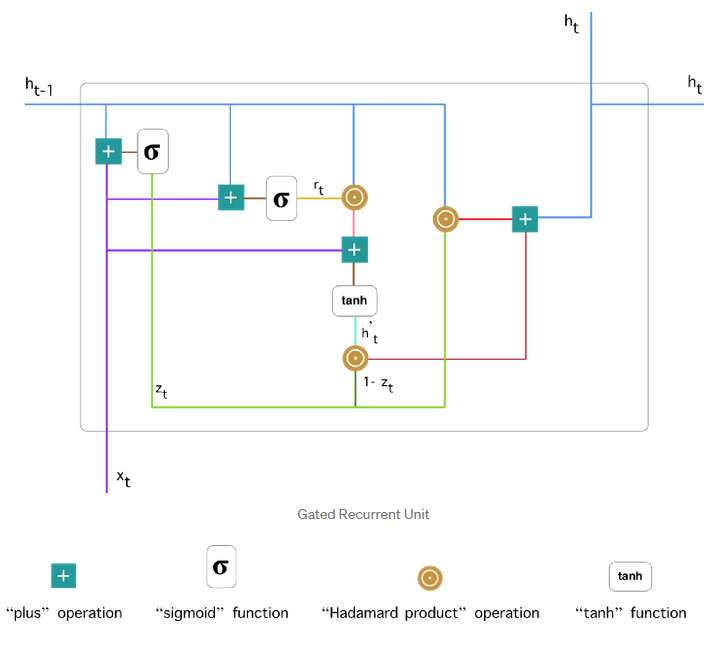 h_t
h_t-1
h_t
+
σ
+
σ
r_t
+
+
tanh
h'_t
1- z_t
z_t
x_t
Gated Recurrent Unit
+
σ
tanh
“plus” operation
“sigmoid” function
“Hadamard product” operation
“tanh” function